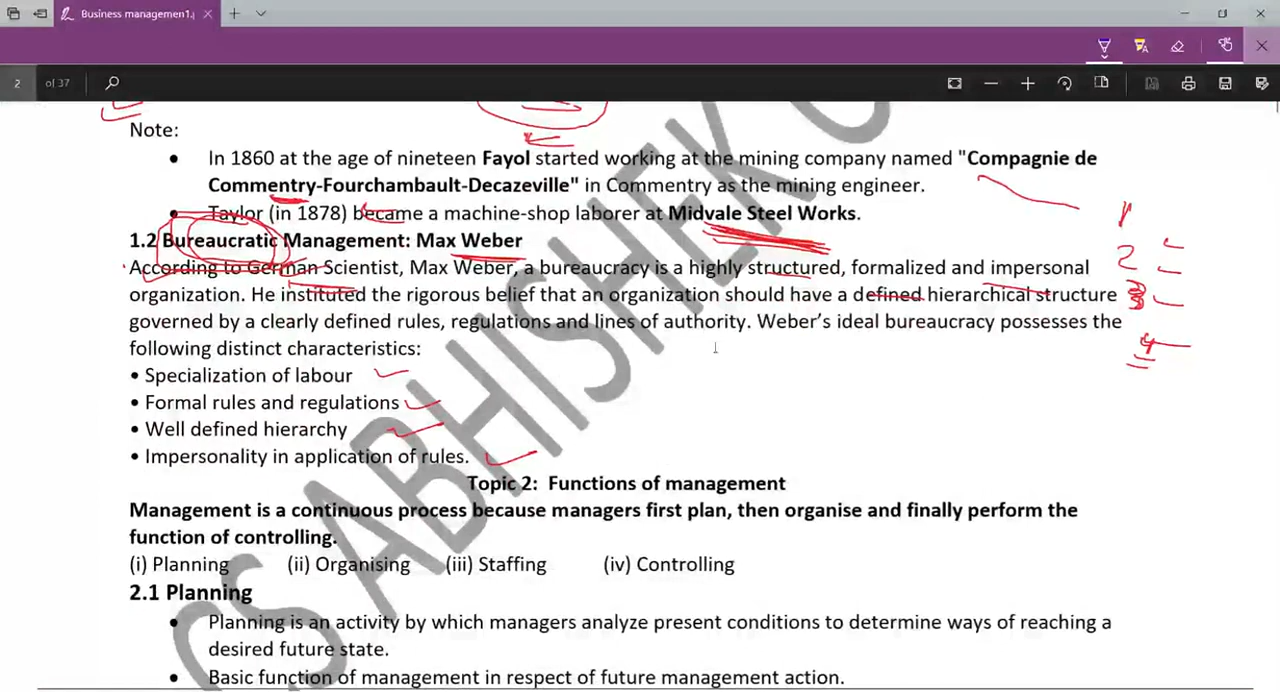 Business management1.p
2 of 37
Note:
• In 1860 at the age of nineteen Fayol started working at the mining company named "Compagnie de
Commentry-Fourchambault-Decazeville" in Commentry as the mining engineer.
• Taylor (in 1878) became a machine-shop laborer at Midvale Steel Works.
1.2 Bureaucratic Management: Max Weber
According to German Scientist, Max Weber, a bureaucracy is a highly structured, formalized and impersonal
organization. He instituted the rigorous belief that an organization should have a defined hierarchical structure
governed by a clearly defined rules, regulations and lines of authority. Weber's ideal bureaucracy possesses the
following distinct characteristics:
• Specialization of labour
• Formal rules and regulations
• Well defined hierarchy
• Impersonality in application of rules.
1
2
3
4
Topic 2: Functions of management
Management is a continuous process because managers first plan, then organise and finally perform the
function of controlling.
(i) Planning (ii) Organising (iii) Staffing (iv) Controlling
2.1 Planning
• Planning is an activity by which managers analyze present conditions to determine ways of reaching a
desired future state.
• Basic function of management in respect of future management action.
CS ABHISHEK